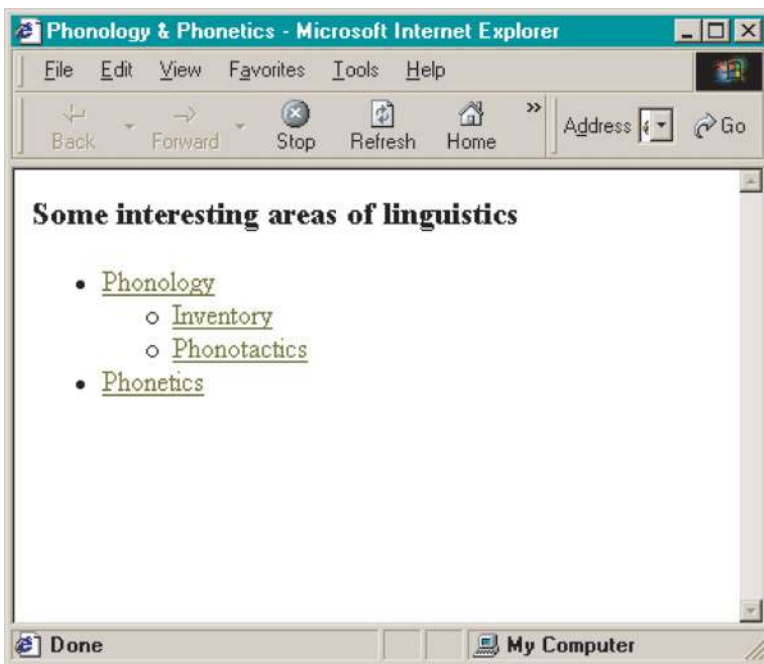 Phonology & Phonetics - Microsoft Internet Explorer
File Edit View Favorites Tools Help
Back Forward Stop Refresh Home » Address Go
Some interesting areas of linguistics
• Phonology
○ Inventory
○ Phonotactics
• Phonetics
Done My Computer